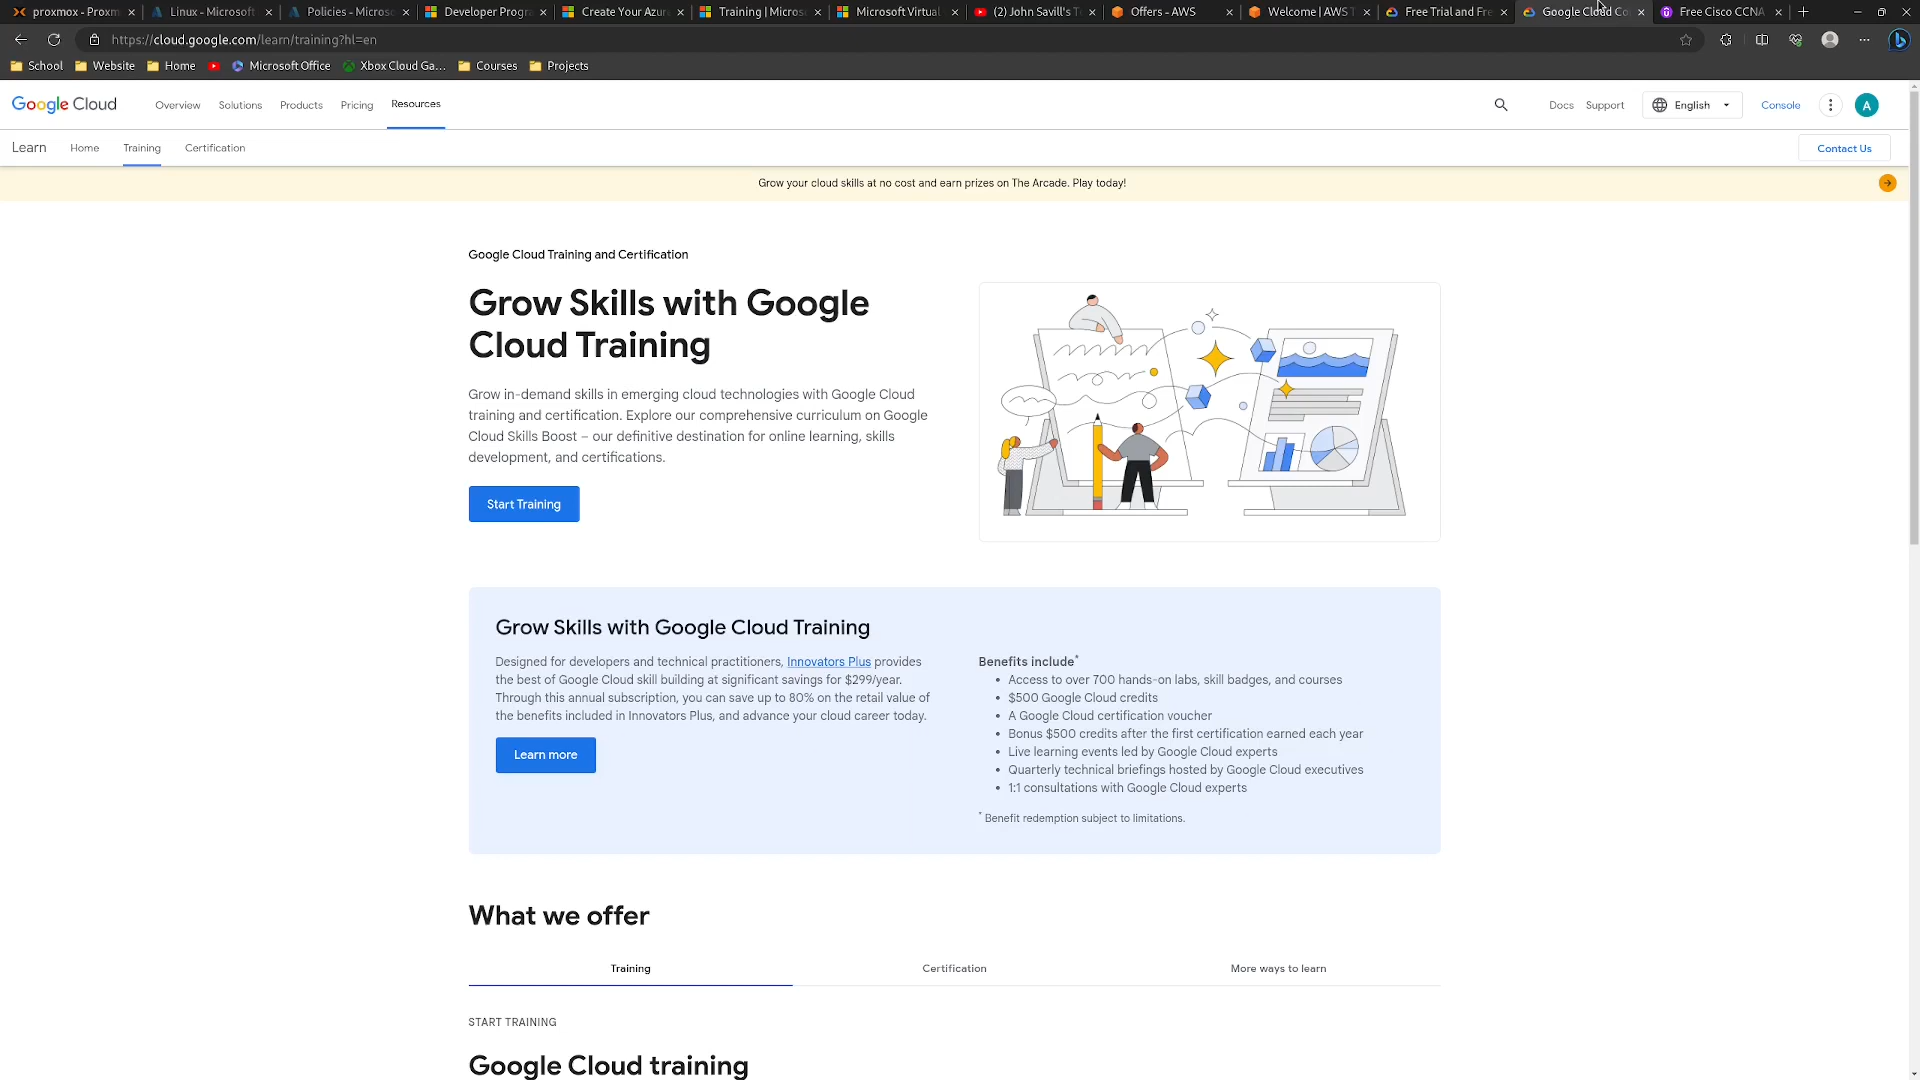 proxmox - Proxm
Linux - Microsoft
Policies - Microso
Developer Progra
Create Your Azure
Training | Microso
Microsoft Virtual
(2) John Savill's T
Offers - AWS
Welcome | AWS T
Free Trial and Fre
Google Cloud Co
Free Cisco CCNA
https://cloud.google.com/learn/training?hl=en
School
Website
Home
Microsoft Office
Xbox Cloud Ga...
Courses
Projects
Google Cloud
Overview
Solutions
Products
Pricing
Resources
Docs
Support
English
Console
A
Learn
Home
Training
Certification
Contact Us
Grow your cloud skills at no cost and earn prizes on The Arcade. Play today!
Google Cloud Training and Certification
Grow Skills with Google
Cloud Training
Grow in-demand skills in emerging cloud technologies with Google Cloud
training and certification. Explore our comprehensive curriculum on Google
Cloud Skills Boost – our definitive destination for online learning, skills
development, and certifications.
Start Training
Grow Skills with Google Cloud Training
Designed for developers and technical practitioners, Innovators Plus provides
the best of Google Cloud skill building at significant savings for $299/year.
Through this annual subscription, you can save up to 80% on the retail value of
the benefits included in Innovators Plus, and advance your cloud career today.
Learn more
Benefits include*
• Access to over 700 hands-on labs, skill badges, and courses
• $500 Google Cloud credits
• A Google Cloud certification voucher
• Bonus $500 credits after the first certification earned each year
• Live learning events led by Google Cloud experts
• Quarterly technical briefings hosted by Google Cloud executives
• 1:1 consultations with Google Cloud experts
* Benefit redemption subject to limitations.
What we offer
Training
Certification
More ways to learn
START TRAINING
Google Cloud training